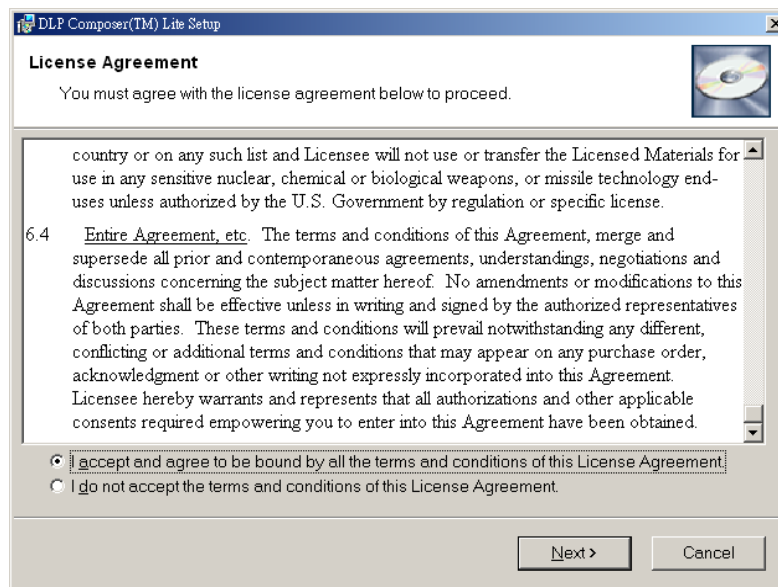 DLP Composer(TM) Lite Setup
License Agreement
You must agree with the license agreement below to proceed.
country or on any such list and Licensee will not use or transfer the Licensed Materials for
use in any sensitive nuclear, chemical or biological weapons, or missile technology end-
uses unless authorized by the U.S. Government by regulation or specific license.
6.4 Entire Agreement, etc. The terms and conditions of this Agreement, merge and
supersede all prior and contemporaneous agreements, understandings, negotiations and
discussions concerning the subject matter hereof. No amendments or modifications to this
Agreement shall be effective unless in writing and signed by the authorized representatives
of both parties. These terms and conditions will prevail notwithstanding any different,
conflicting or additional terms and conditions that may appear on any purchase order,
acknowledgment or other writing not expressly incorporated into this Agreement.
Licensee hereby warrants and represents that all authorizations and other applicable
consents required empowering you to enter into this Agreement have been obtained.
I accept and agree to be bound by all the terms and conditions of this License Agreement.
I do not accept the terms and conditions of this License Agreement.
Next > Cancel